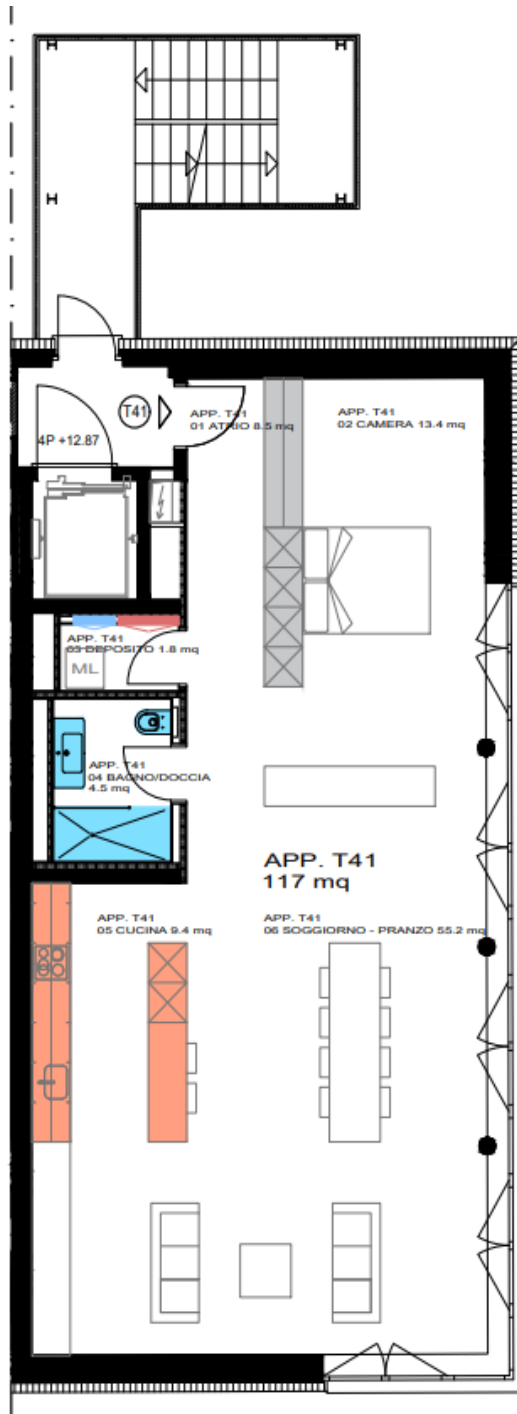 T41
4P +12.87
APP. T41
01 ATRIO 8.5 mq
APP. T41
02 CAMERA 13.4 mq
APP. T41
03 DEPOSITO 1.8 mq
ML
APP. T41
04 BAGNO/DOCCIA
4.5 mq
APP. T41
117 mq
APP. T41
05 CUCINA 9.4 mq
APP. T41
06 SOGGIORNO - PRANZO 55.2 mq